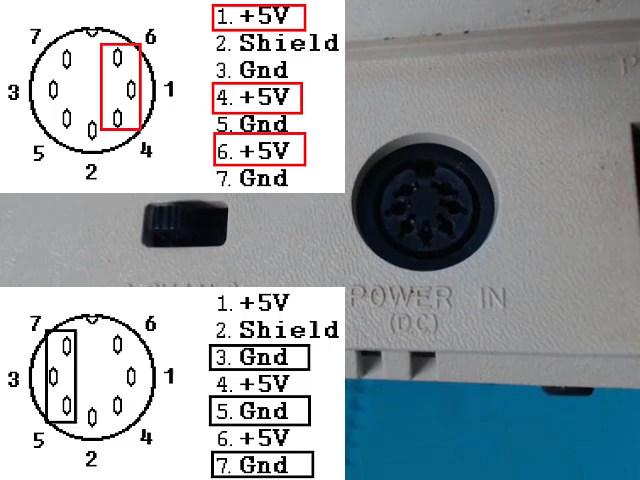 7
6
3
1
5
4
2
1. +5V
2. Shield
3. Gnd
4. +5V
5. Gnd
6. +5V
7. Gnd
P
POWER IN
(DC)
7
6
3
1
5
4
2
1. +5V
2. Shield
3. Gnd
4. +5V
5. Gnd
6. +5V
7. Gnd